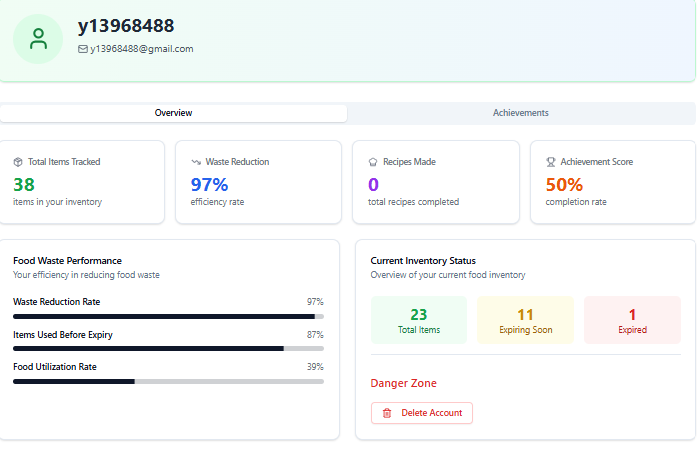 y13968488
y13968488@gmail.com
Overview
Achievements
Total Items Tracked
38
items in your inventory
Waste Reduction
97%
efficiency rate
Recipes Made
0
total recipes completed
Achievement Score
50%
completion rate
Food Waste Performance
Your efficiency in reducing food waste
Waste Reduction Rate 97%
Items Used Before Expiry 87%
Food Utilization Rate 39%
Current Inventory Status
Overview of your current food inventory
23
Total Items
11
Expiring Soon
1
Expired
Danger Zone
Delete Account